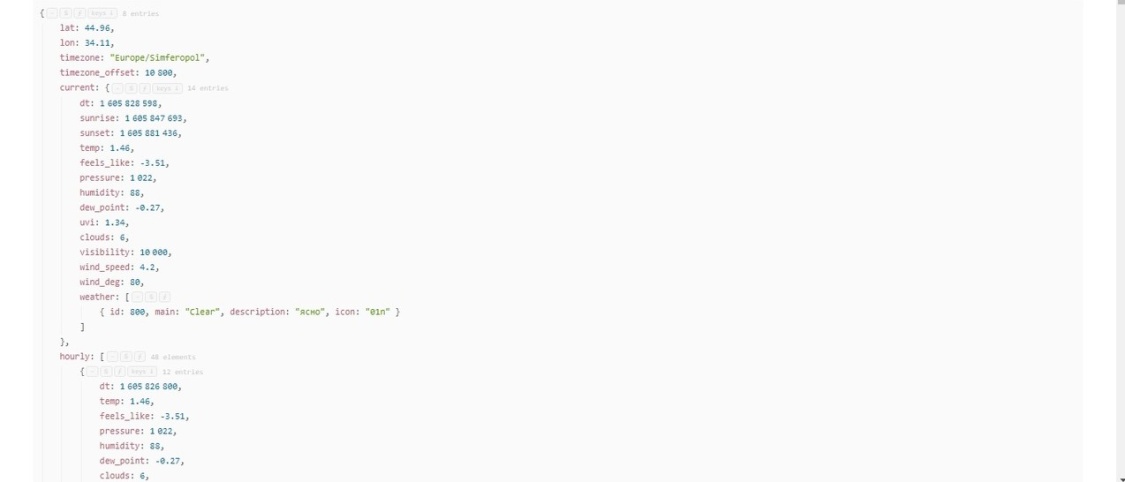 { - S f keys ↕ 8 entries
lat: 44.96,
lon: 34.11,
timezone: "Europe/Simferopol",
timezone_offset: 10 800,
current: { - S f keys ↕ 14 entries
dt: 1 605 828 598,
sunrise: 1 605 847 693,
sunset: 1 605 881 436,
temp: 1.46,
feels_like: -3.51,
pressure: 1 022,
humidity: 88,
dew_point: -0.27,
uvi: 1.34,
clouds: 6,
visibility: 10 000,
wind_speed: 4.2,
wind_deg: 80,
weather: [ - S f
{ id: 800, main: "Clear", description: "ясно", icon: "01n" }
]
},
hourly: [ - S f 48 elements
{ - S f keys ↕ 12 entries
dt: 1 605 826 800,
temp: 1.46,
feels_like: -3.51,
pressure: 1 022,
humidity: 88,
dew_point: -0.27,
clouds: 6,